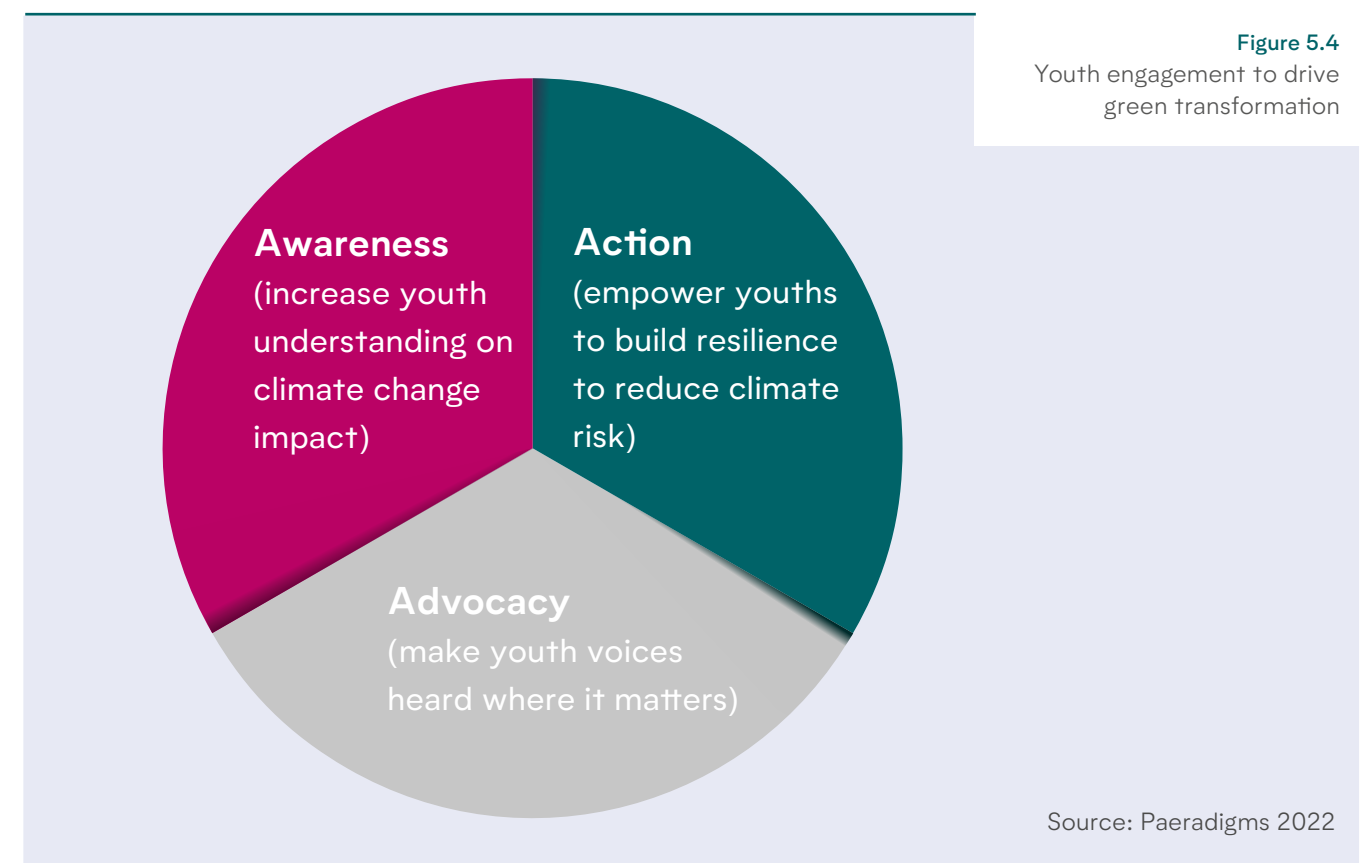 Figure 5.4
Youth engagement to drive
green transformation
Awareness
(increase youth
understanding on
climate change
impact)
Action
(empower youths
to build resilience
to reduce climate
risk)
Advocacy
(make youth voices
heard where it matters)
Source: Paeradigms 2022